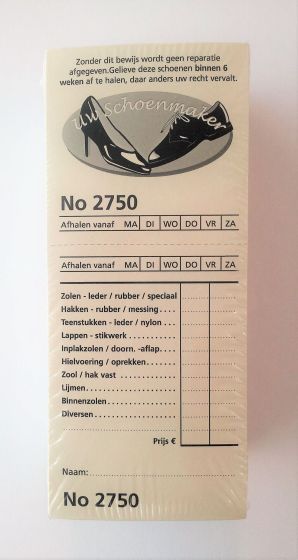 Zonder dit bewijs wordt geen reparatie
afgegeven.Gelieve deze schoenen binnen 6
weken af te halen, daar anders uw recht vervalt.
uw Schoenmaker
No 2750
Afhalen vanaf MA DI WO DO VR ZA
Afhalen vanaf MA DI WO DO VR ZA
Zolen - leder / rubber / speciaal
Hakken - rubber / messing....
Teenstukken - leder / nylon...
Lappen - stikwerk............
Inplakzolen / doorn. -aflap....
Hielvoering / oprekken.......
Zool / hak vast ..............
Lijmen......................
Binnenzolen................
Diversen....................
Prijs €
Naam:
No 2750